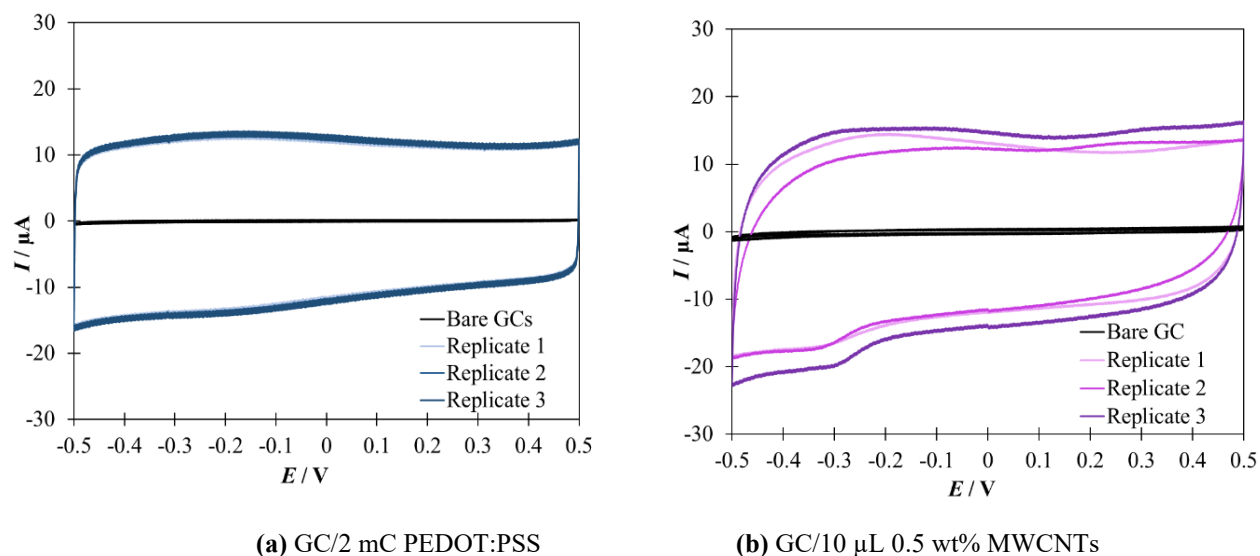 30
20
10
0
-10
-20
-30
I / µA
-0.5 -0.4 -0.3 -0.2 -0.1 0 0.1 0.2 0.3 0.4 0.5
E / V
Bare GCs
Replicate 1
Replicate 2
Replicate 3
(a) GC/2 mC PEDOT:PSS
30
20
10
0
-10
-20
-30
I / µA
-0.5 -0.4 -0.3 -0.2 -0.1 0 0.1 0.2 0.3 0.4 0.5
E / V
Bare GC
Replicate 1
Replicate 2
Replicate 3
(b) GC/10 µL 0.5 wt% MWCNTs